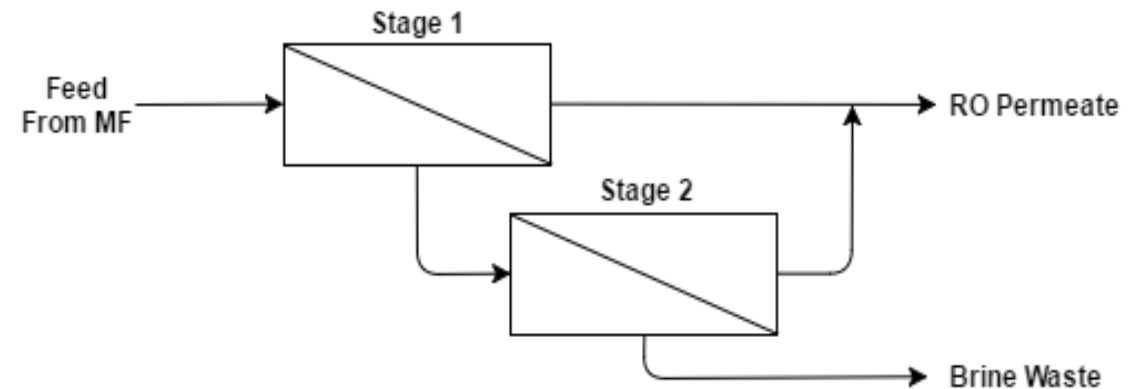 Stage 1
Feed
From MF
RO Permeate
Stage 2
Brine Waste